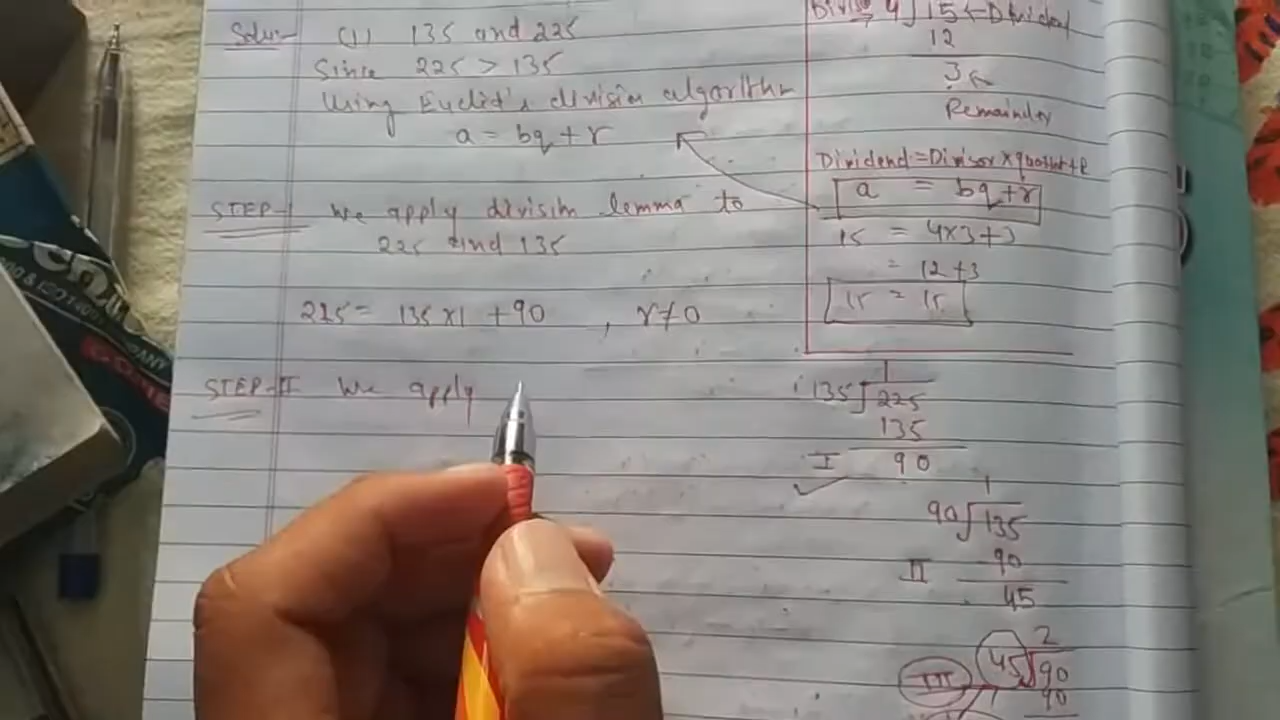 Soln:- (1) 135 and 225
Since 225 > 135
Using Euclid's division algorithm
a = bq + r
STEP-I We apply division lemma to
225 and 135
225 = 135 x 1 + 90 , r ≠ 0
STEP-II We apply
4 15 ← Dividend
12
3 ←
Remainder
Dividend = Divisor x quotient + R
a = bq + r
15 = 4x3+3
= 12 + 3
15 = 15
1
135 225
135
I 90
1
90 135
90
II 45
2
45 90
III 90